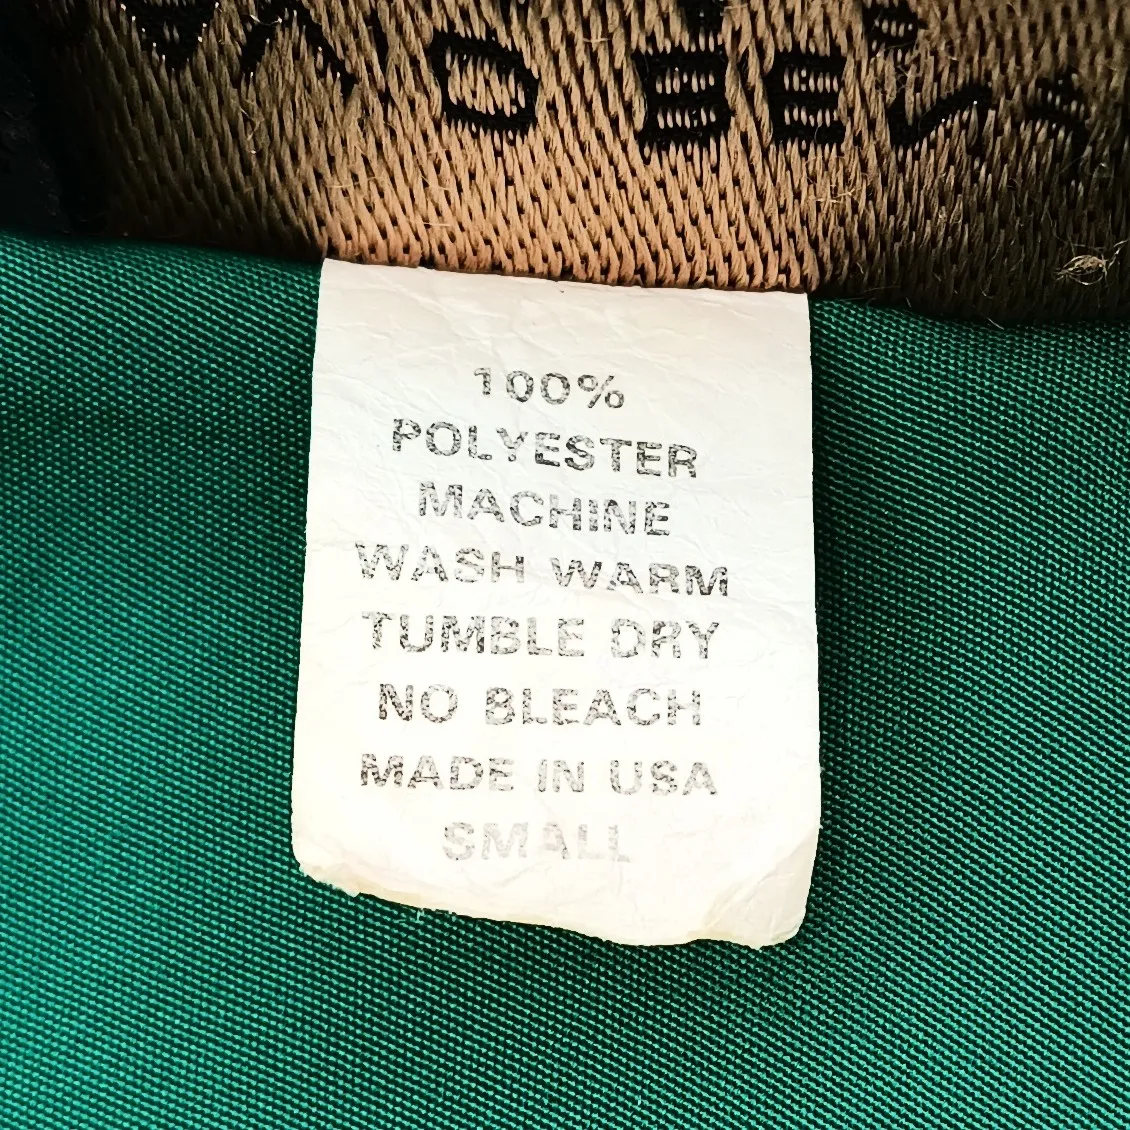 100%
POLYESTER
MACHINE
WASH WARM
TUMBLE DRY
NO BLEACH
MADE IN USA
SMALL